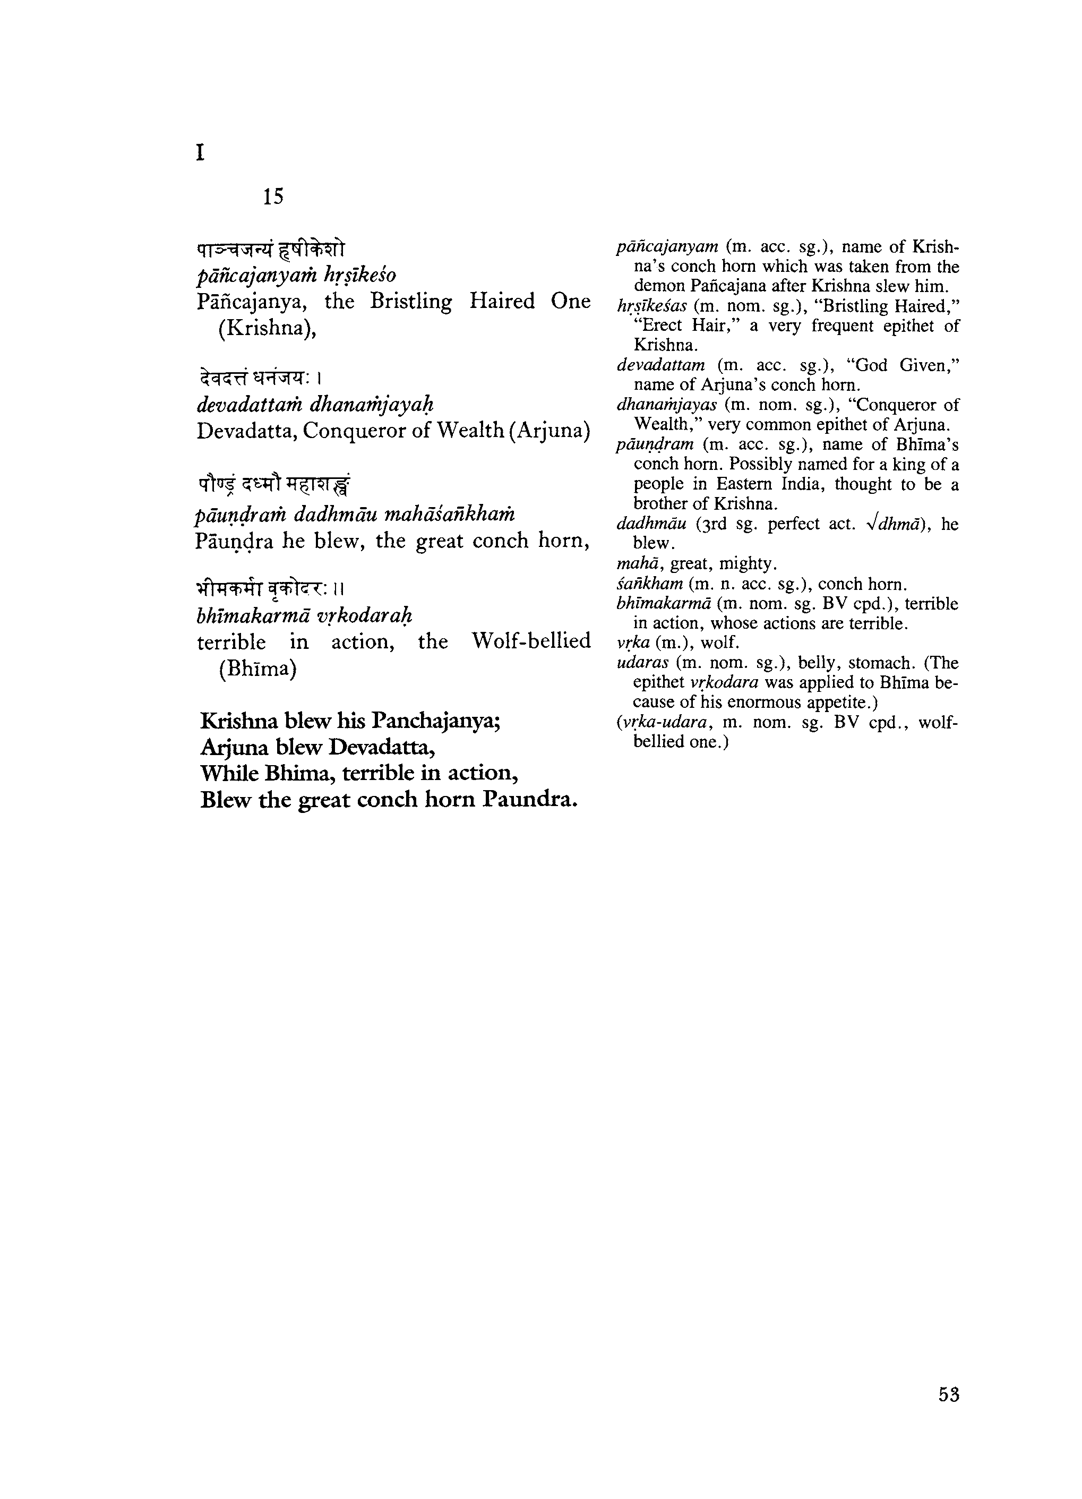 I
15
पाञ्चजन्यं हृषीकेशो
pāñcajanyaṁ hṛṣīkeśo
Pāñcajanya, the Bristling Haired One
(Krishna),
देवदत्तं धनंजयः ।
devadattaṁ dhanaṁjayaḥ
Devadatta, Conqueror of Wealth (Arjuna)
पौण्ड्रं दध्मौ महाशङ्खं
pāuṇḍraṁ dadhmāu mahāśañkhaṁ
Pāuṇḍra he blew, the great conch horn,
भीमकर्मा वृकोदरः ।।
bhīmakarmā vṛkodaraḥ
terrible in action, the Wolf-bellied
(Bhīma)
Krishna blew his Panchajanya;
Arjuna blew Devadatta,
While Bhima, terrible in action,
Blew the great conch horn Paundra.
pāñcajanyam (m. acc. sg.), name of Krish-
na's conch horn which was taken from the
demon Pañcajana after Krishna slew him.
hṛṣīkeśas (m. nom. sg.), “Bristling Haired,”
“Erect Hair,” a very frequent epithet of
Krishna.
devadattam (m. acc. sg.), “God Given,”
name of Arjuna's conch horn.
dhanaṁjayas (m. nom. sg.), “Conqueror of
Wealth,” very common epithet of Arjuna.
pāuṇḍram (m. acc. sg.), name of Bhīma's
conch horn. Possibly named for a king of a
people in Eastern India, thought to be a
brother of Krishna.
dadhmāu (3rd sg. perfect act. √dhmā), he
blew.
mahā, great, mighty.
śañkham (m. n. acc. sg.), conch horn.
bhīmakarmā (m. nom. sg. BV cpd.), terrible
in action, whose actions are terrible.
vṛka (m.), wolf.
udaras (m. nom. sg.), belly, stomach. (The
epithet vṛkodara was applied to Bhīma be-
cause of his enormous appetite.)
(vṛka-udara, m. nom. sg. BV cpd., wolf-
bellied one.)
53